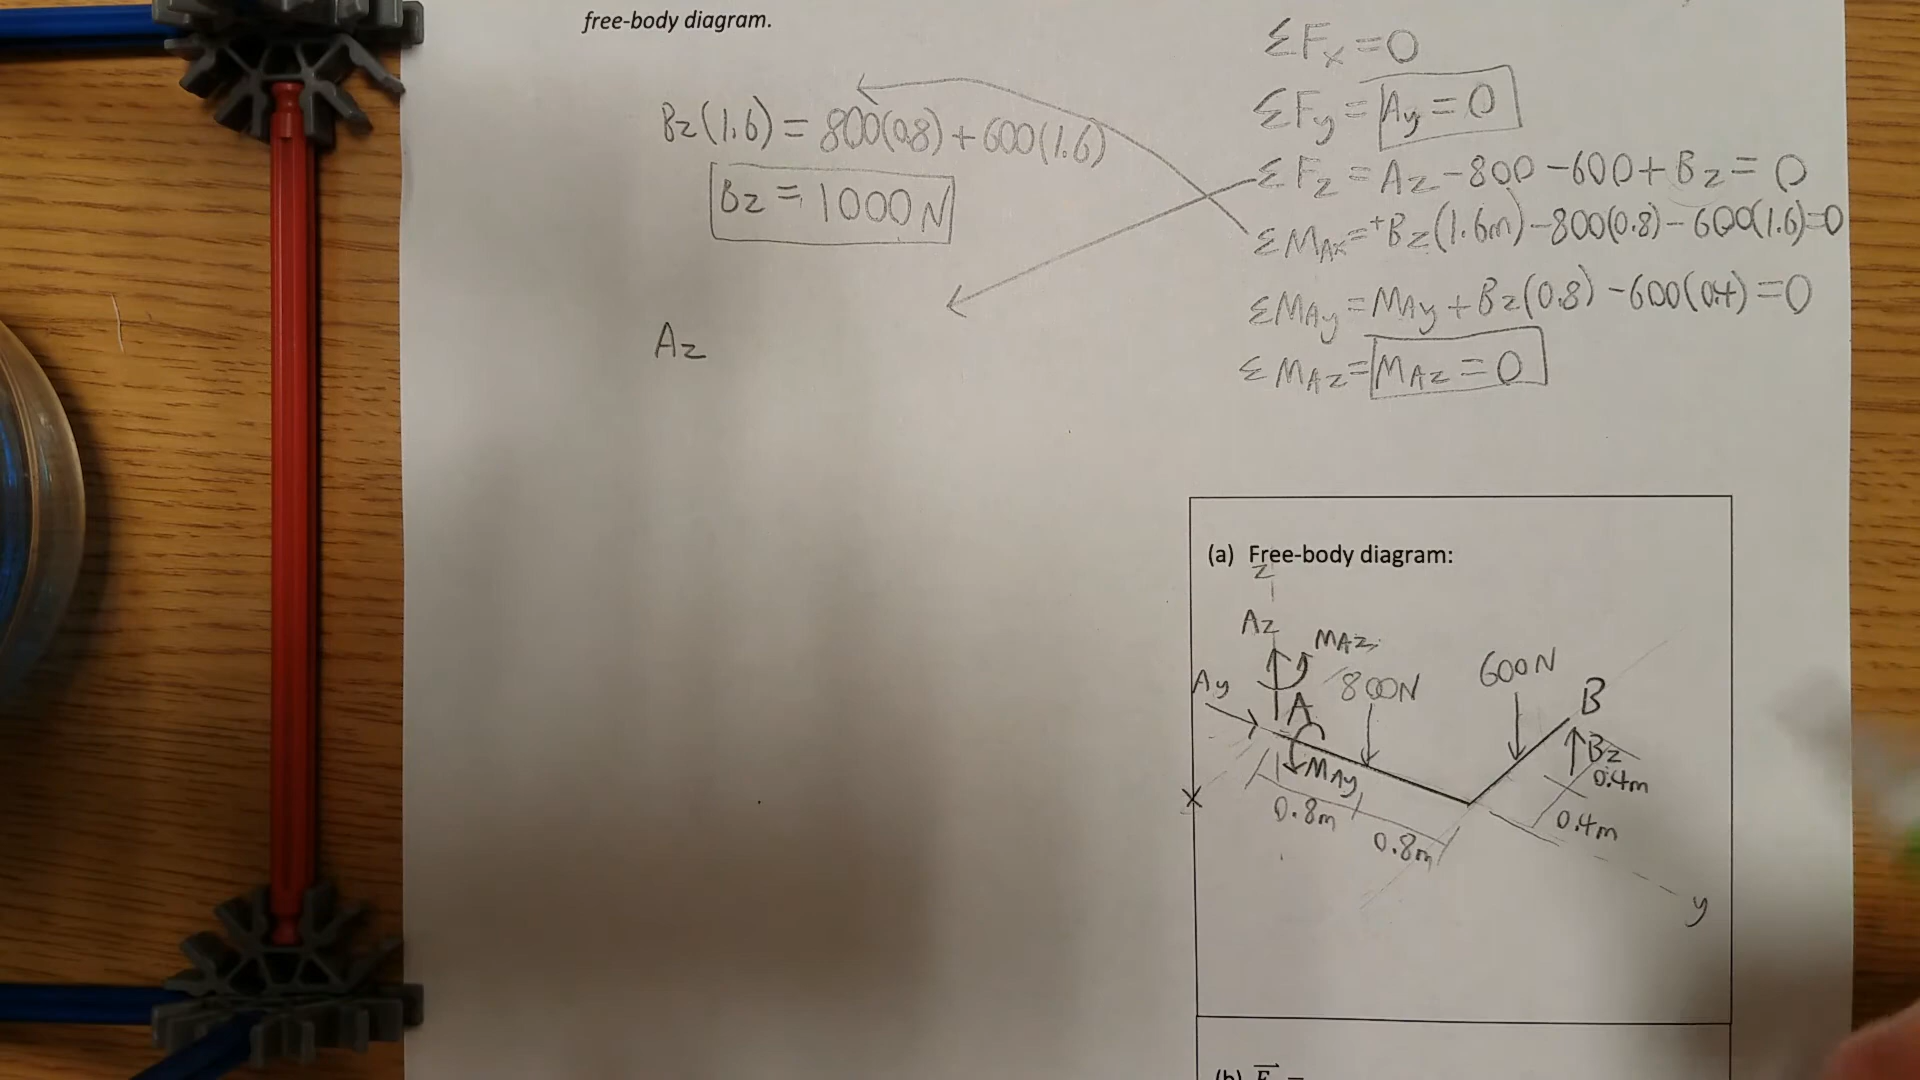 free-body diagram.
Bz(1.6) = 800(0.8) + 600(1.6)
Bz = 1000N
Az
ΣFx = 0
ΣFy = Ay = 0
ΣFz = Az - 800 - 600 + Bz = 0
ΣMAx = +Bz(1.6m) - 800(0.8) - 600(1.6) = 0
ΣMAy = MAy + Bz(0.8) - 600(0.4) = 0
ΣMAz = MAz = 0
(a) Free-body diagram:
z
Az
MAz
Ay
800N
600N
A
B
Bz
MAy
0.4m
x
0.8m
0.4m
0.8m
y